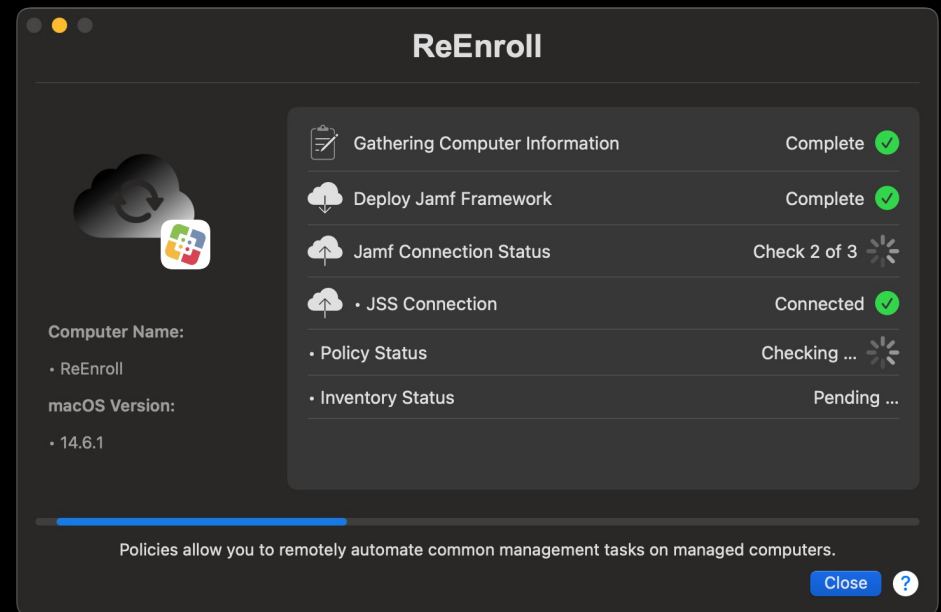 ReEnroll
Gathering Computer Information Complete
Deploy Jamf Framework Complete
Jamf Connection Status Check 2 of 3
• JSS Connection Connected
• Policy Status Checking ...
• Inventory Status Pending ...
Computer Name:
• ReEnroll
macOS Version:
• 14.6.1
Policies allow you to remotely automate common management tasks on managed computers.
Close ?